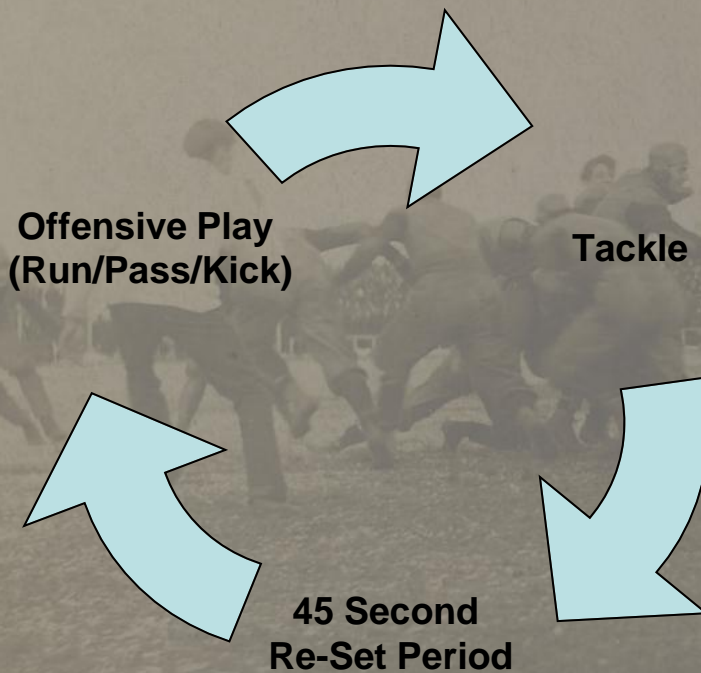 Offensive Play
(Run/Pass/Kick)
Tackle
45 Second
Re-Set Period